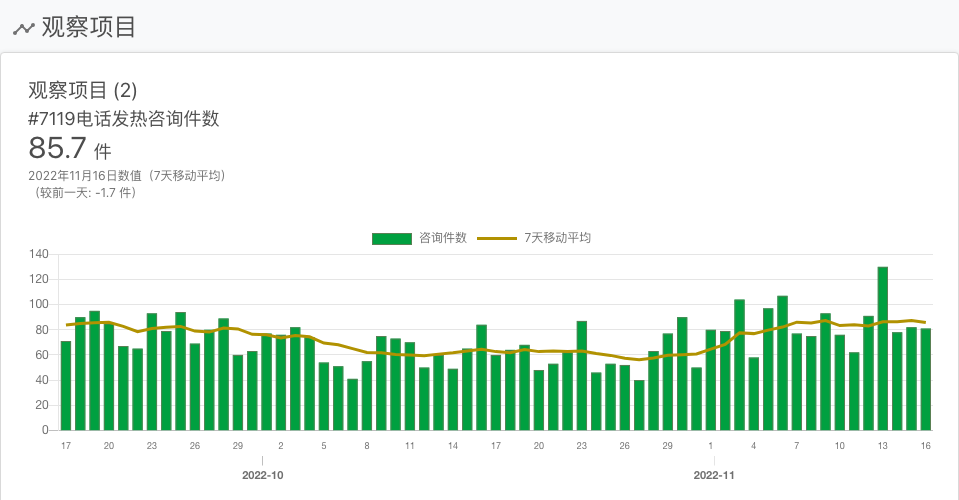 观察项目
观察项目 (2)
#7119电话发热咨询件数
85.7 件
2022年11月16日数值（7天移动平均）
（较前一天: -1.7 件）
咨询件数 7天移动平均
140
120
100
80
60
40
20
0
17 20 23 26 29 2 5 8 11 14 17 20 23 26 29 1 4 7 10 13 16
2022-10 2022-11